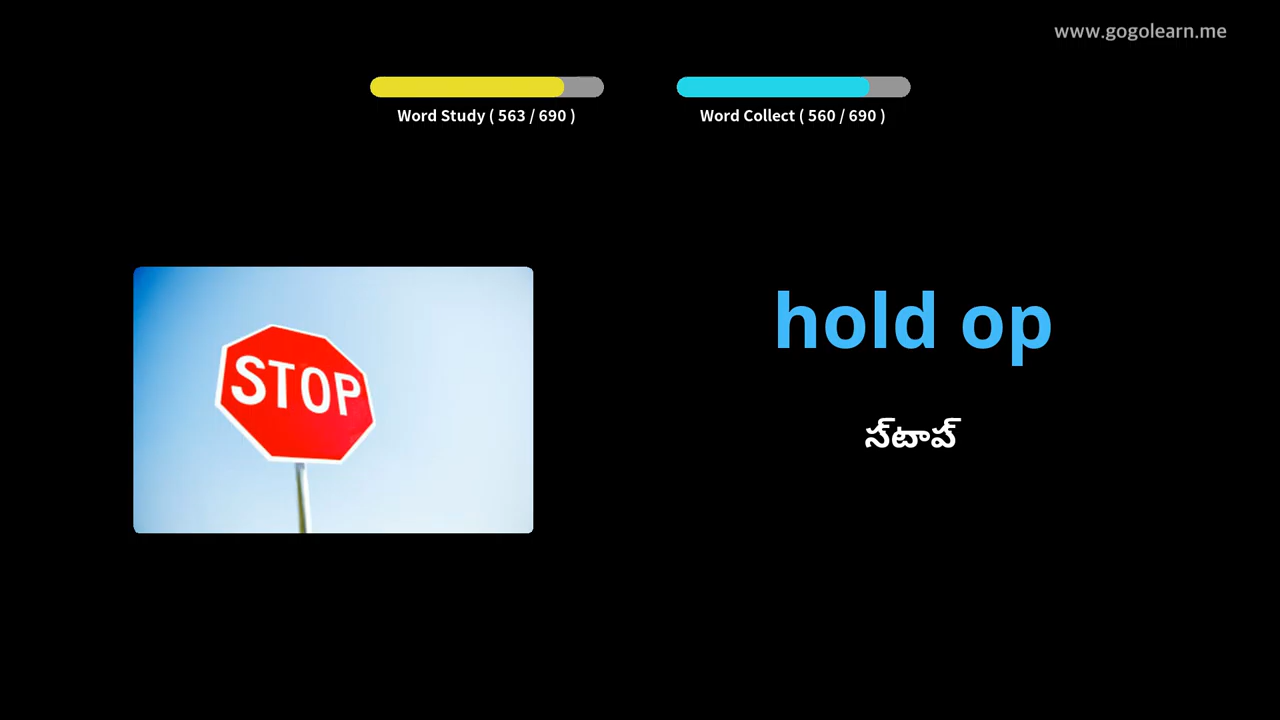 www.gogolearn.me
Word Study ( 563 / 690 )
Word Collect ( 560 / 690 )
STOP
hold op
స్‌టాప్